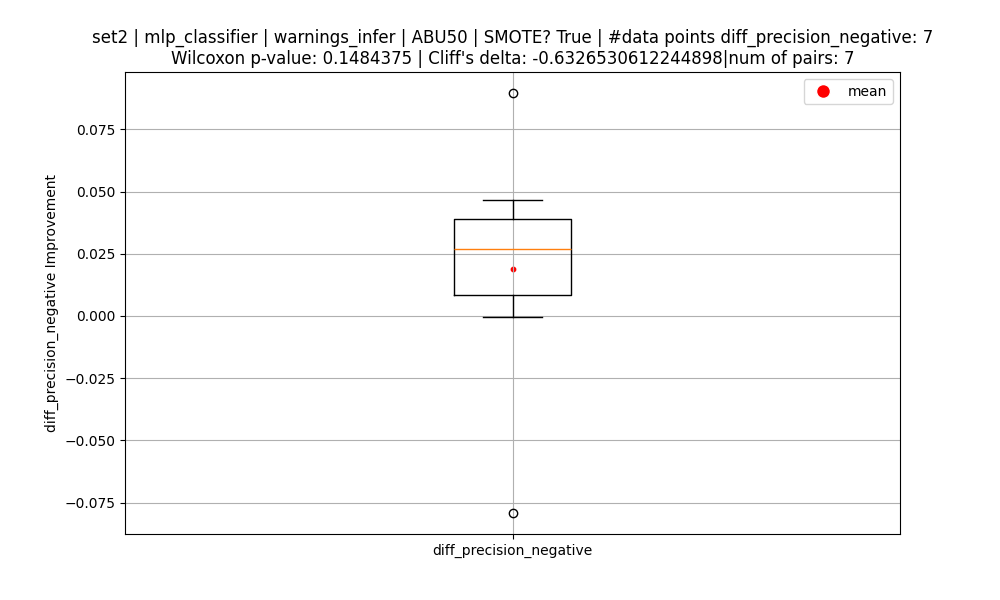 set2 | mlp_classifier | warnings_infer | ABU50 | SMOTE? True | #data points diff_precision_negative: 7
Wilcoxon p-value: 0.1484375 | Cliff's delta: -0.6326530612244898|num of pairs: 7
mean
0.075
0.050
0.025
0.000
−0.025
−0.050
−0.075
diff_precision_negative Improvement
diff_precision_negative